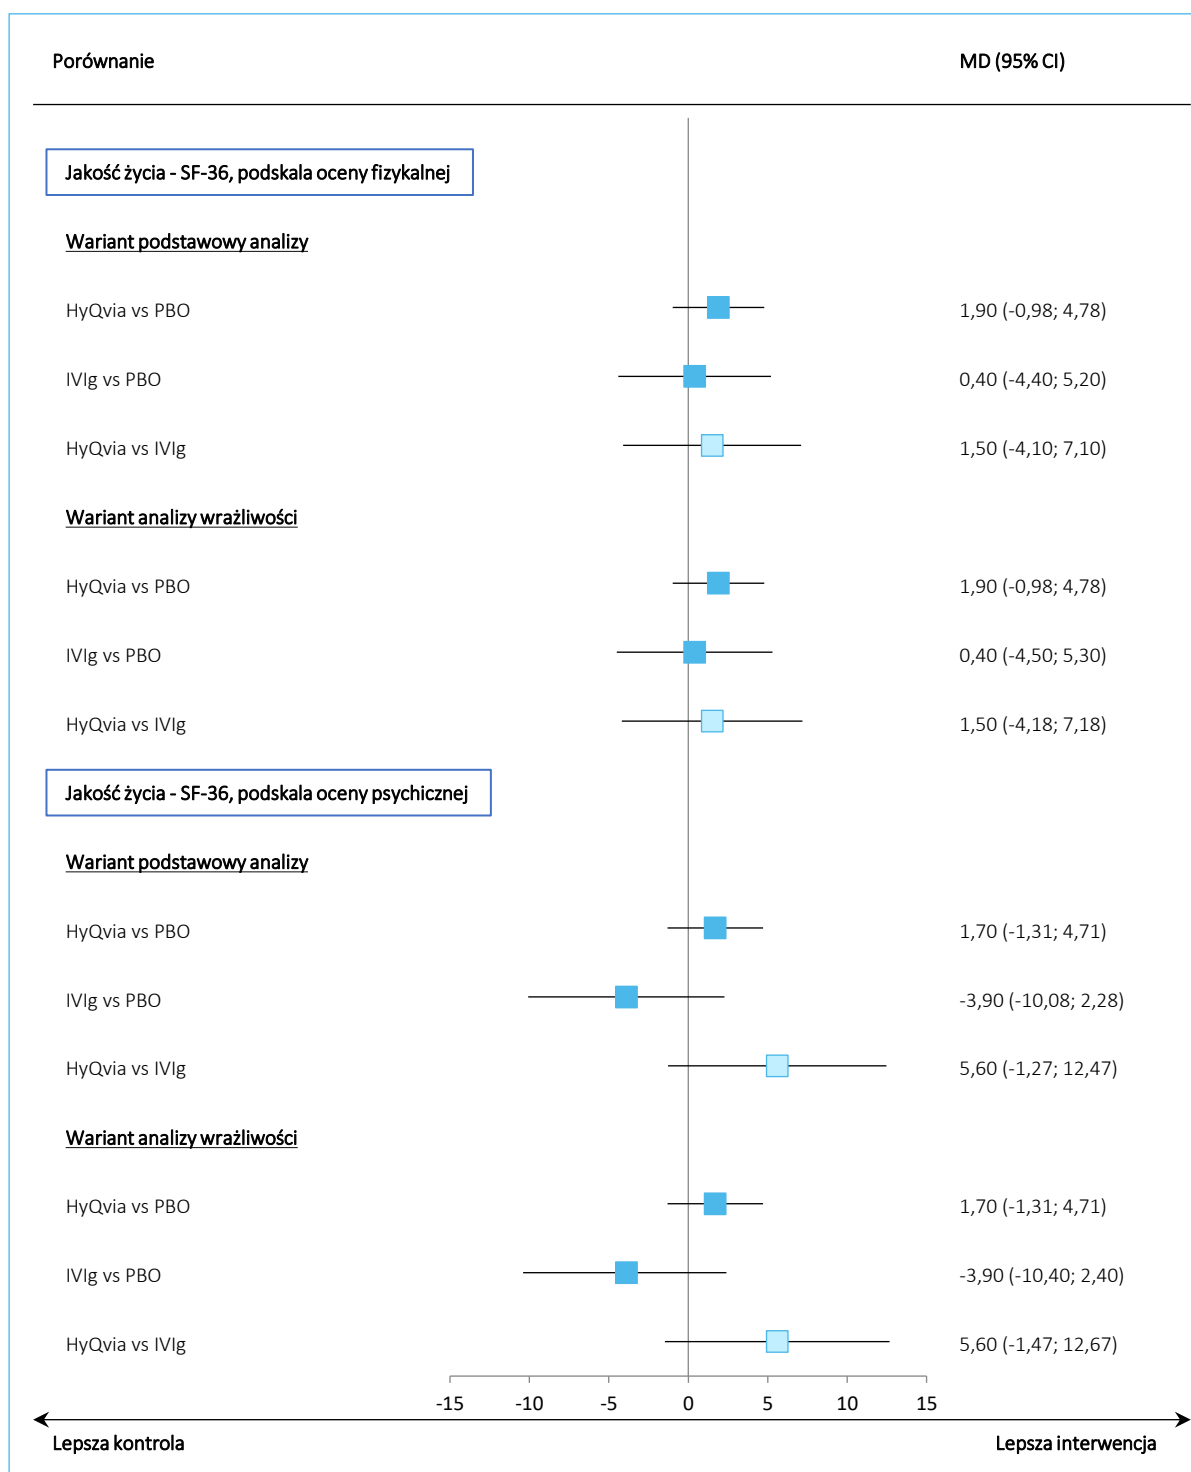 Porównanie MD (95% CI)
Jakość życia - SF-36, podskala oceny fizykalnej
Wariant podstawowy analizy
HyQvia vs PBO 1,90 (-0,98; 4,78)
IVIg vs PBO 0,40 (-4,40; 5,20)
HyQvia vs IVIg 1,50 (-4,10; 7,10)
Wariant analizy wrażliwości
HyQvia vs PBO 1,90 (-0,98; 4,78)
IVIg vs PBO 0,40 (-4,50; 5,30)
HyQvia vs IVIg 1,50 (-4,18; 7,18)
Jakość życia - SF-36, podskala oceny psychicznej
Wariant podstawowy analizy
HyQvia vs PBO 1,70 (-1,31; 4,71)
IVIg vs PBO -3,90 (-10,08; 2,28)
HyQvia vs IVIg 5,60 (-1,27; 12,47)
Wariant analizy wrażliwości
HyQvia vs PBO 1,70 (-1,31; 4,71)
IVIg vs PBO -3,90 (-10,40; 2,40)
HyQvia vs IVIg 5,60 (-1,47; 12,67)
-15 -10 -5 0 5 10 15
Lepsza kontrola Lepsza interwencja